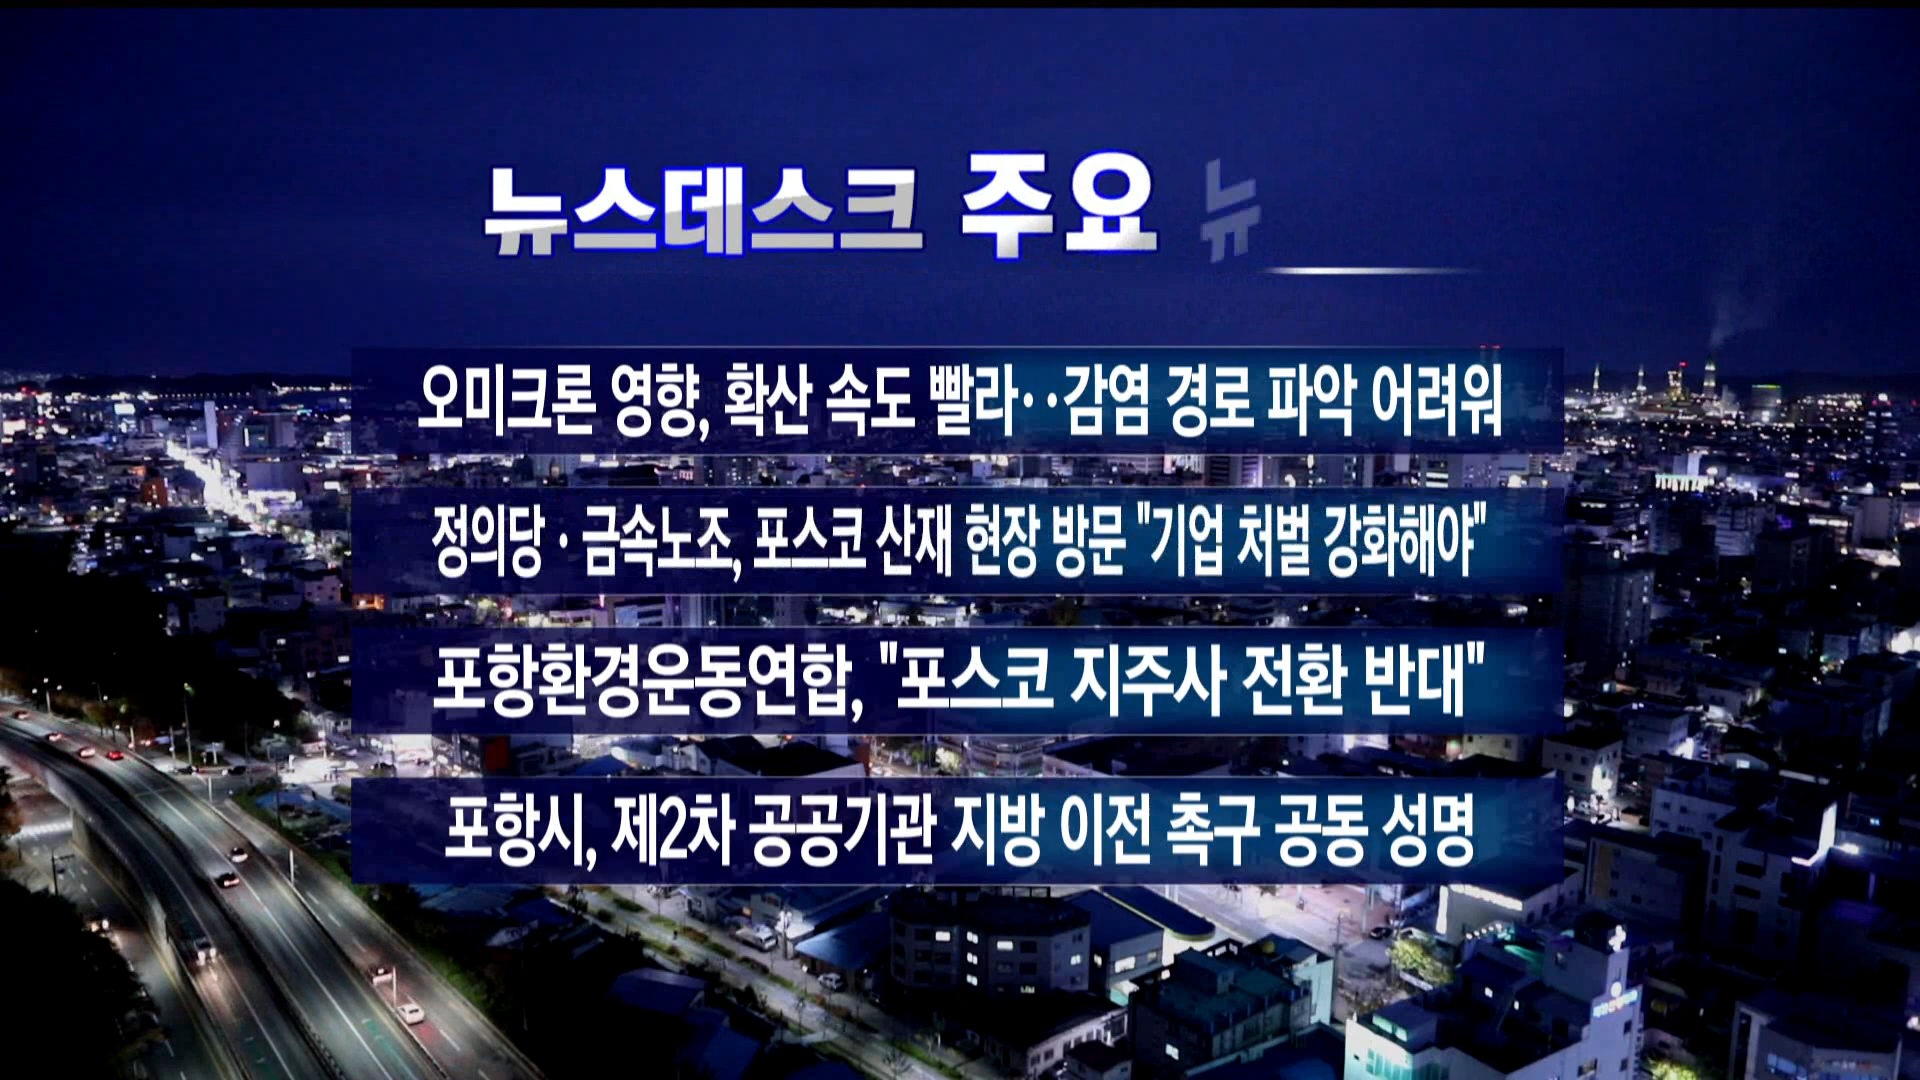 뉴스데스크 주요 뉴
오미크론 영향, 확산 속도 빨라··감염 경로 파악 어려워
정의당·금속노조, 포스코 산재 현장 방문 "기업 처벌 강화해야"
포항환경운동연합, "포스코 지주사 전환 반대"
포항시, 제2차 공공기관 지방 이전 촉구 공동 성명